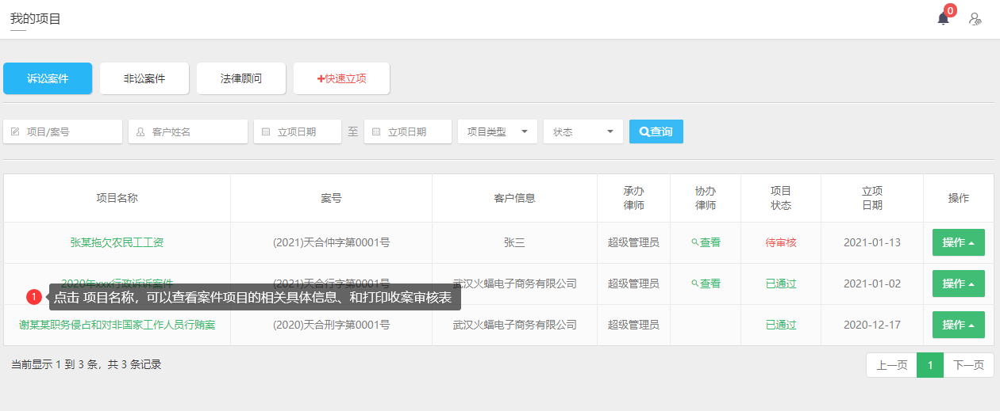 我的项目
0
诉讼案件 非讼案件 法律顾问 +快速立项
项目/案号 客户姓名 立项日期 至 立项日期 项目类型 状态 查询
项目名称 案号 客户信息 承办律师 协办律师 项目状态 立项日期 操作
张某拖欠农民工工资 (2021)天合仲字第0001号 张三 超级管理员 查看 待审核 2021-01-13 操作
2020年xxx行政诉诉案件 (2021)天合行字第0001号 武汉火蝠电子商务有限公司 超级管理员 查看 已通过 2021-01-02 操作
1 点击 项目名称，可以查看案件项目的相关具体信息、和打印收案审核表
谢某某职务侵占和对非国家工作人员行贿案 (2020)天合刑字第0001号 武汉火蝠电子商务有限公司 超级管理员 已通过 2020-12-17 操作
当前显示 1 到 3 条，共 3 条记录 上一页 1 下一页